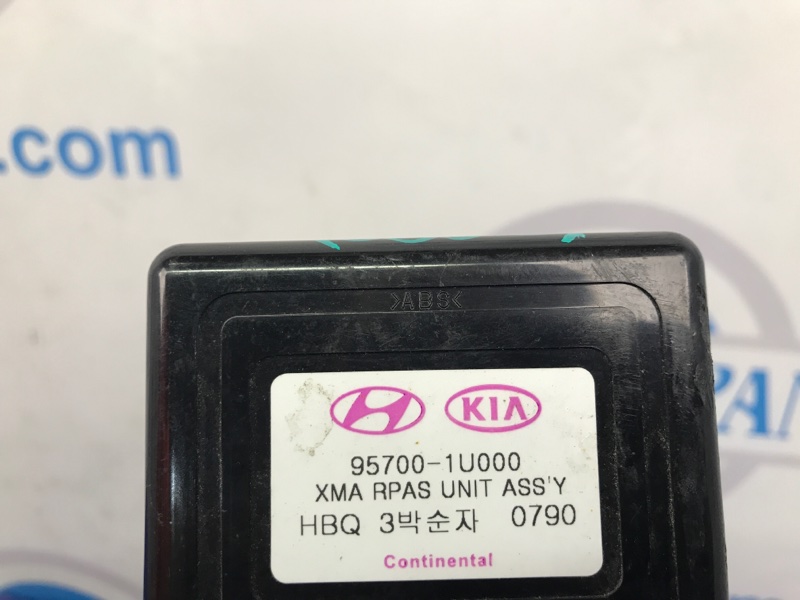 .com
>ABS<
KIA
95700-1U000
XMA RPAS UNIT ASS'Y
HBQ 3박순자 0790
Continental